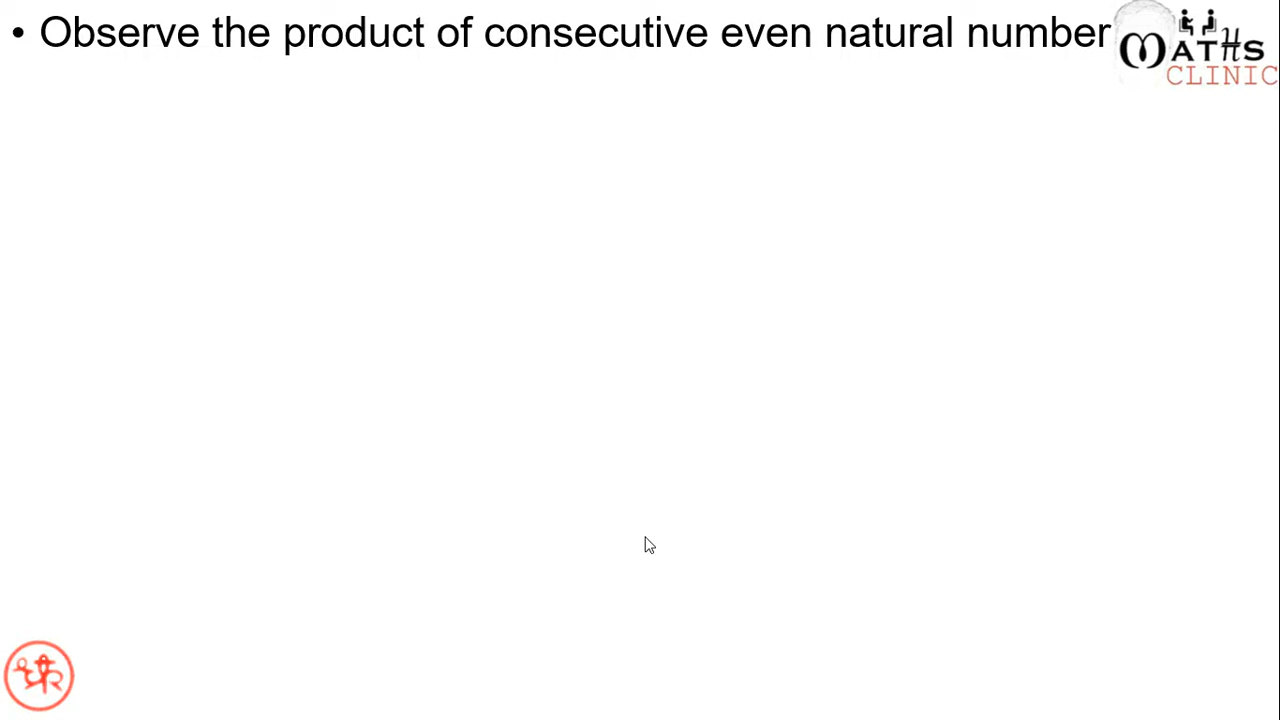 • Observe the product of consecutive even natural number
MATHS
CLINIC